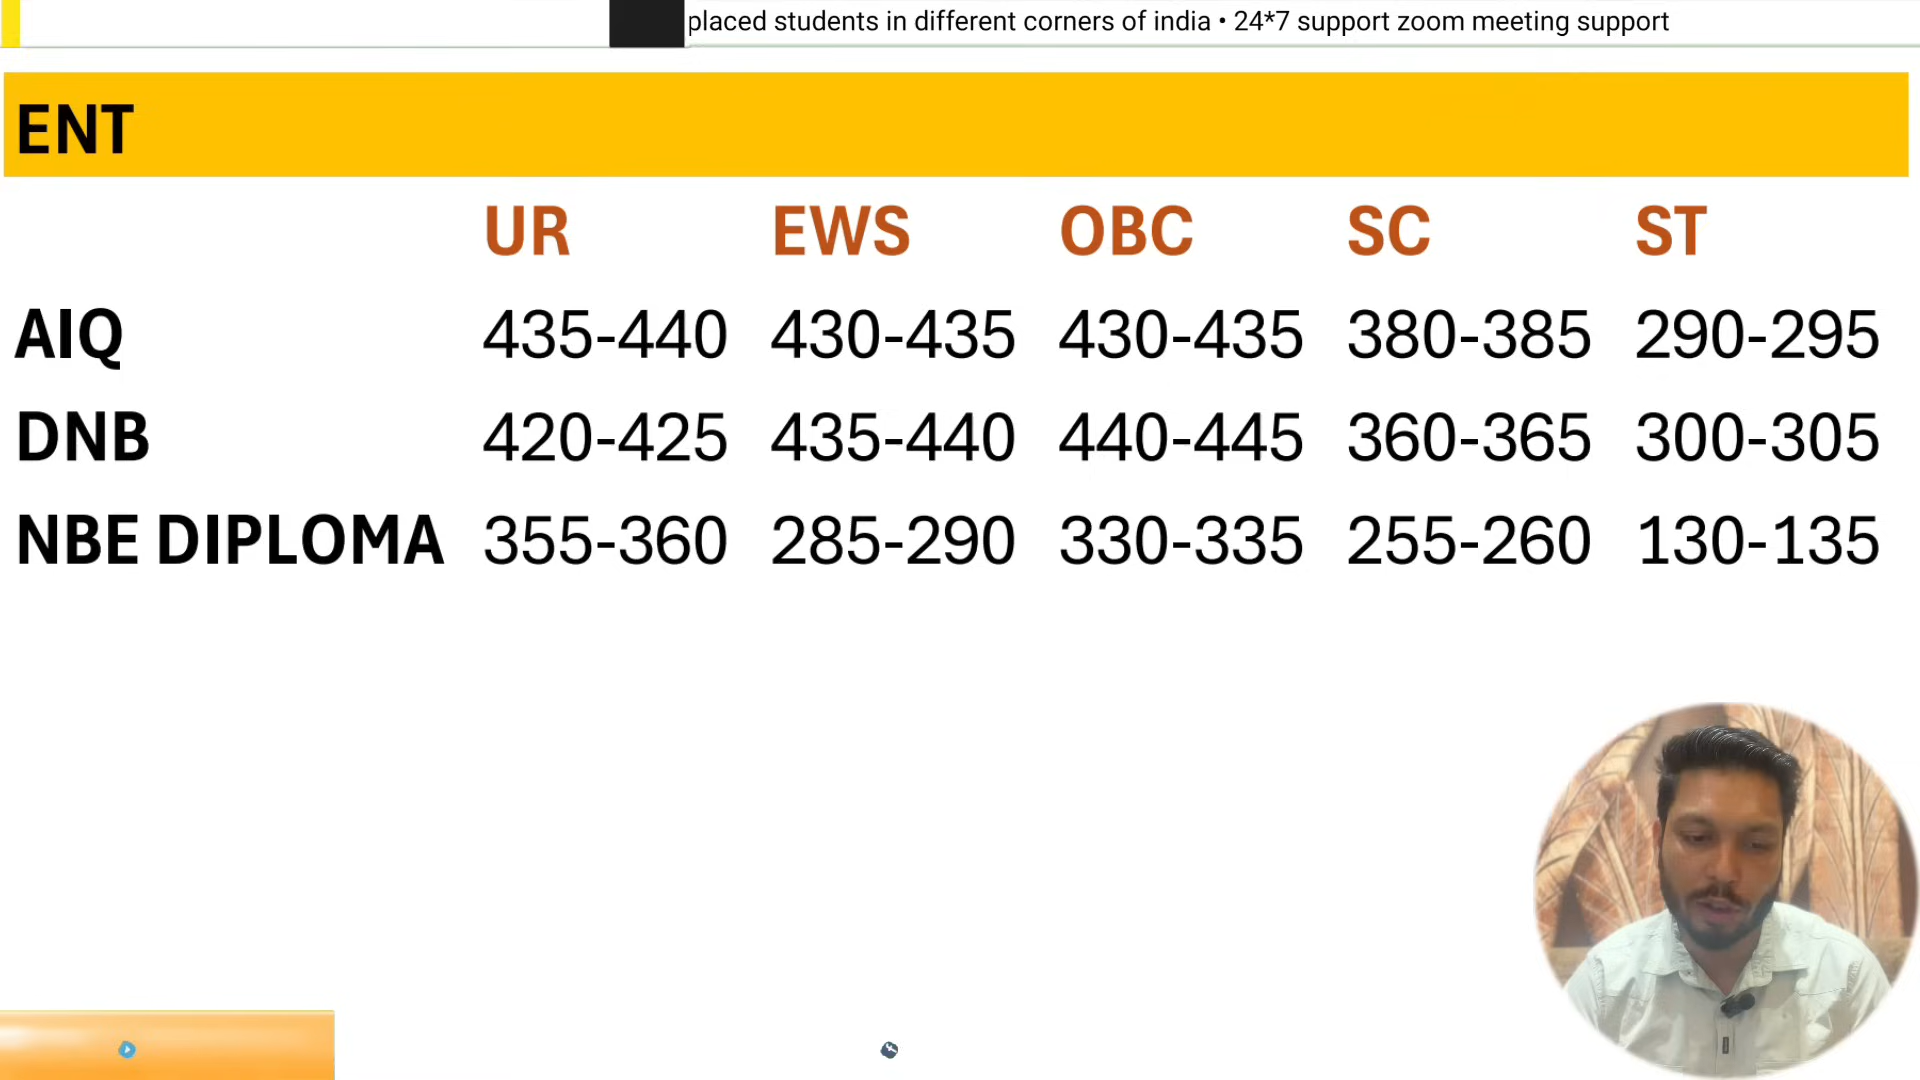 placed students in different corners of india • 24*7 support zoom meeting support
ENT
UR EWS OBC SC ST
AIQ 435-440 430-435 430-435 380-385 290-295
DNB 420-425 435-440 440-445 360-365 300-305
NBE DIPLOMA 355-360 285-290 330-335 255-260 130-135